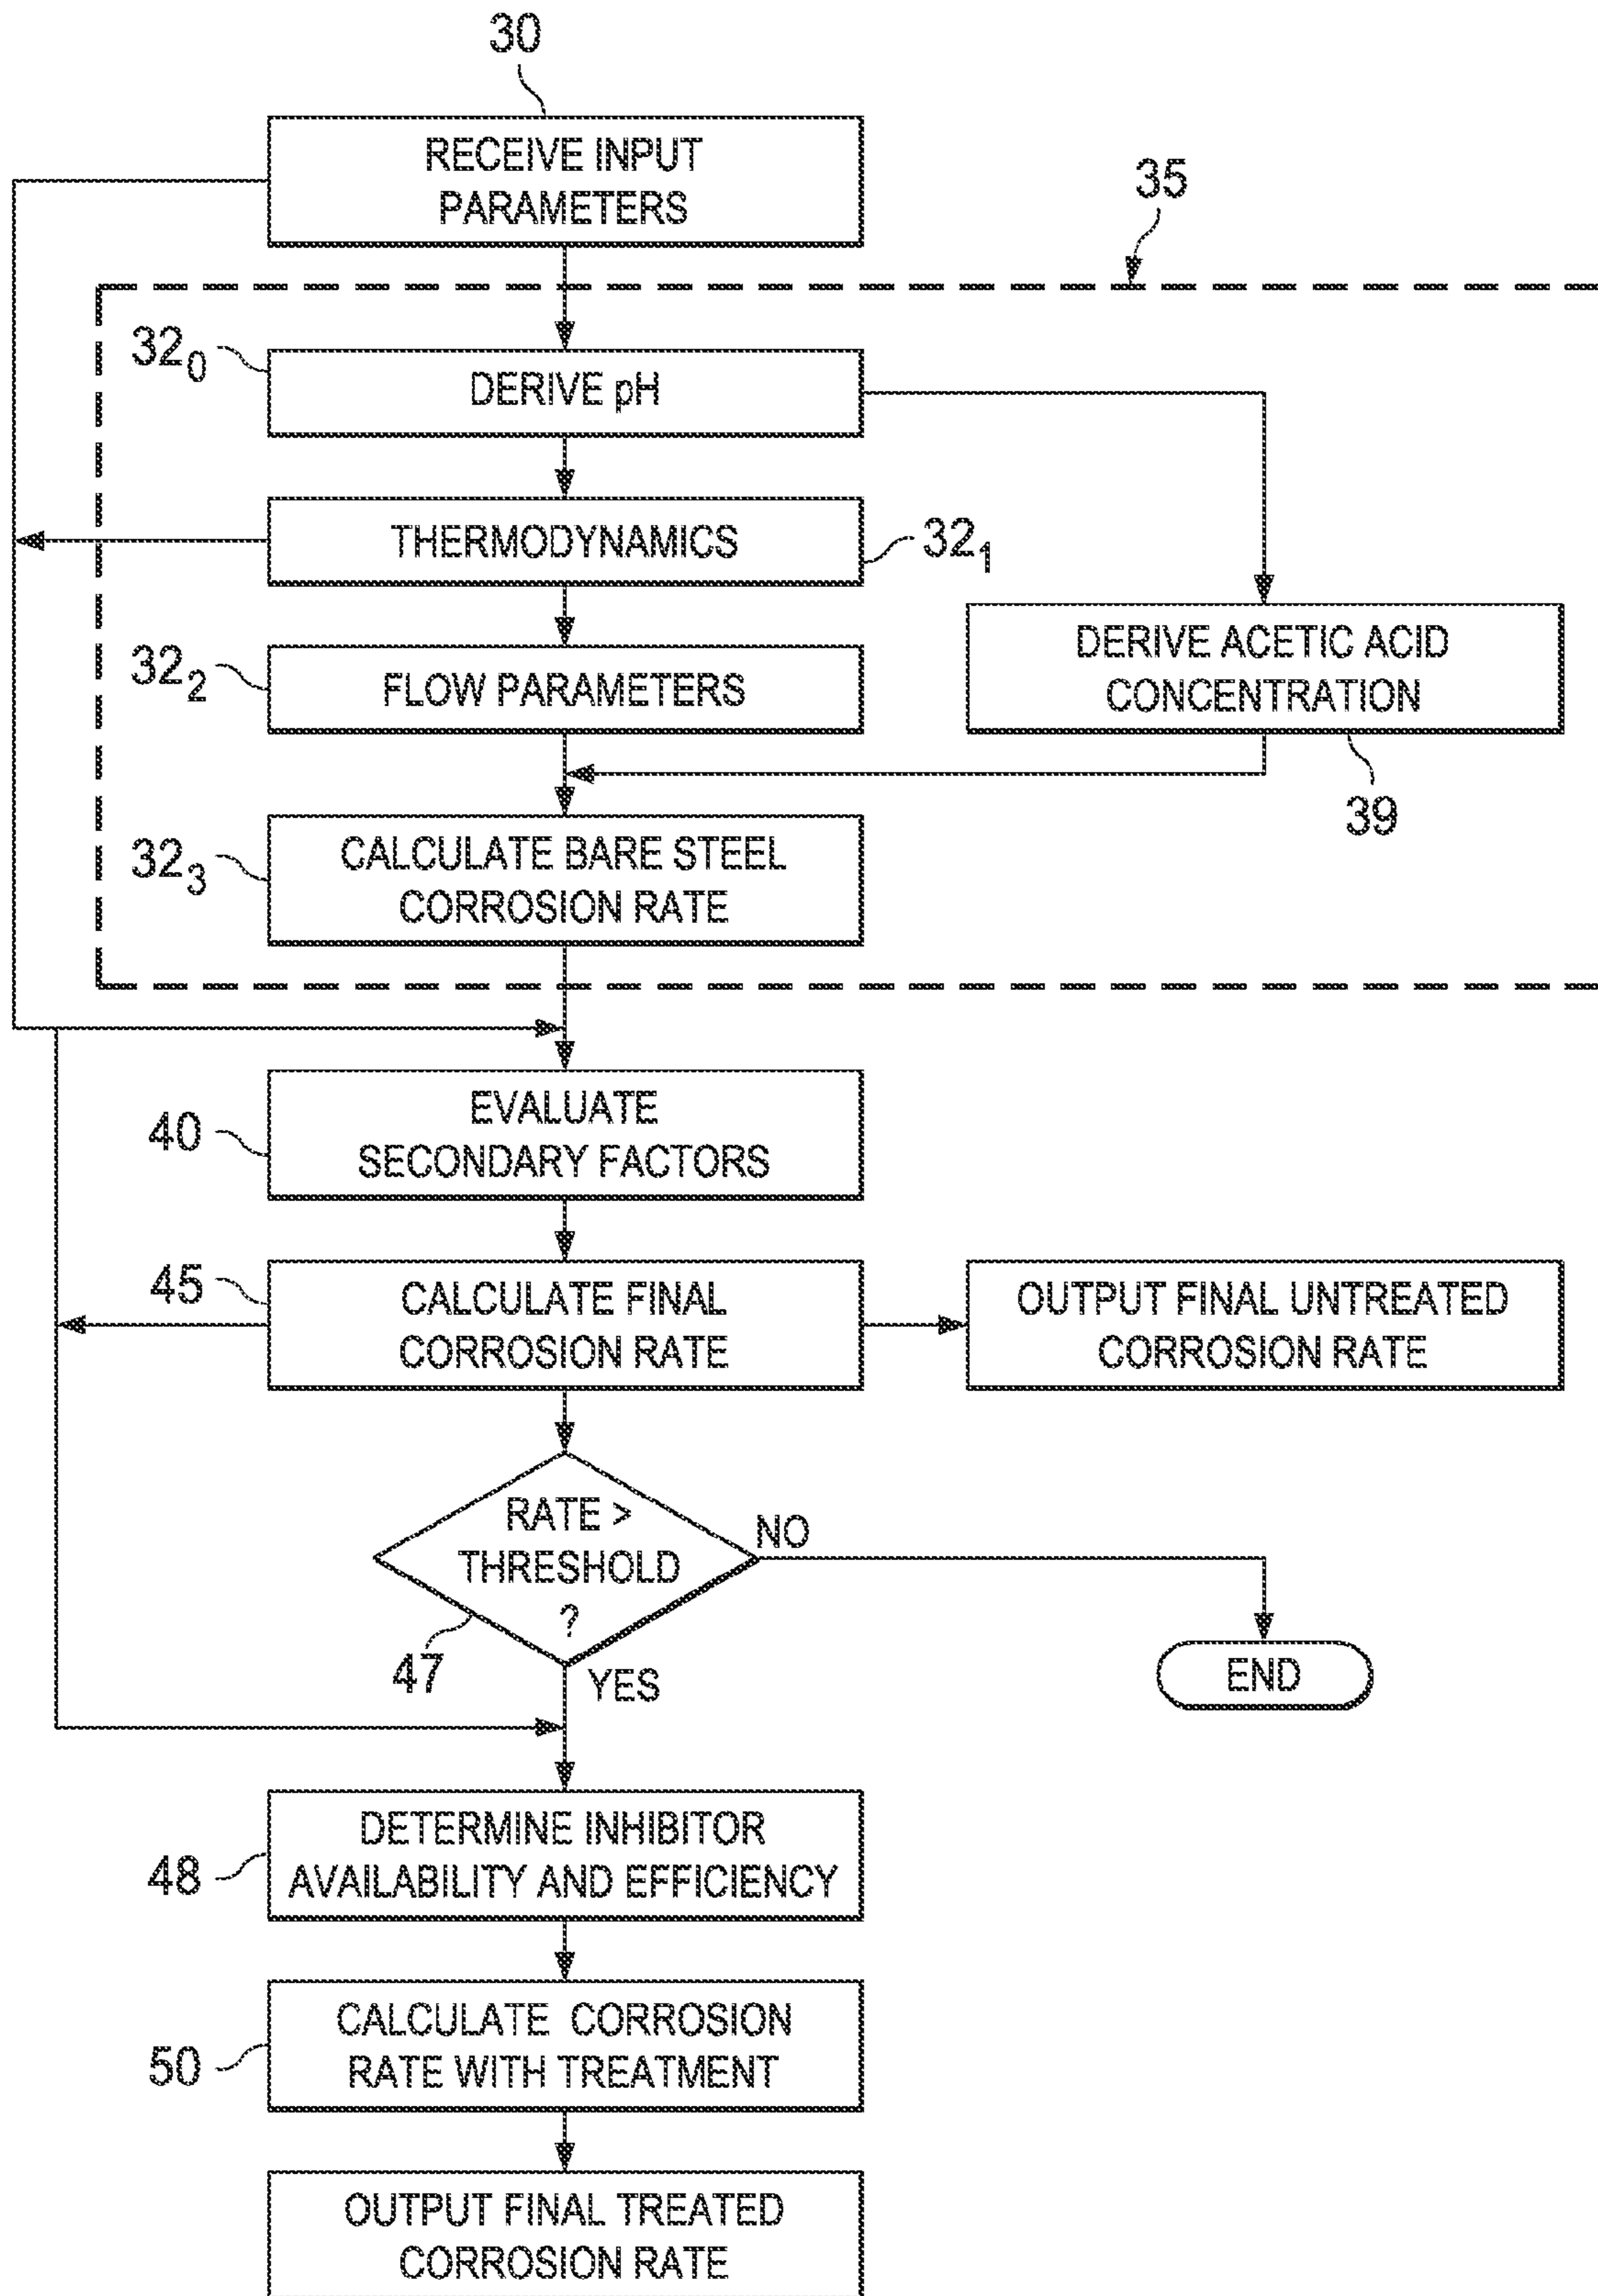 30
RECEIVE INPUT
PARAMETERS
35
32₀
DERIVE pH
THERMODYNAMICS
32₁
32₂
FLOW PARAMETERS
DERIVE ACETIC ACID
CONCENTRATION
39
32₃
CALCULATE BARE STEEL
CORROSION RATE
40
EVALUATE
SECONDARY FACTORS
45
CALCULATE FINAL
CORROSION RATE
OUTPUT FINAL UNTREATED
CORROSION RATE
RATE >
THRESHOLD
?
NO
47
YES
END
48
DETERMINE INHIBITOR
AVAILABILITY AND EFFICIENCY
50
CALCULATE CORROSION
RATE WITH TREATMENT
OUTPUT FINAL TREATED
CORROSION RATE